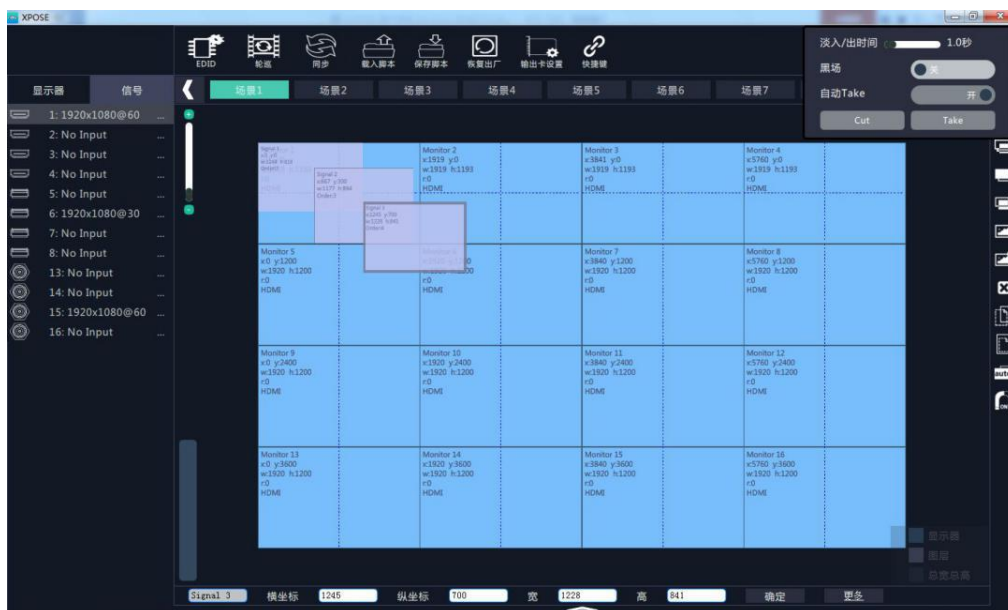 XPOSE
EDID
轮巡
同步
载入脚本
保存脚本
恢复出厂
输出卡设置
快捷键
淡入/出时间 1.0秒
黑场 关
自动Take 开
Cut Take
显示器 信号
场景1 场景2 场景3 场景4 场景5 场景6 场景7
1: 1920x1080@60 ...
2: No Input ...
3: No Input ...
4: No Input ...
5: No Input ...
6: 1920x1080@30 ...
7: No Input ...
8: No Input ...
13: No Input ...
14: No Input ...
15: 1920x1080@60 ...
16: No Input ...
Signal 2
Monitor 2
x:1919 y:0
w:1919 h:1193
r:0
HDMI
Monitor 3
x:3841 y:0
w:1919 h:1193
r:0
HDMI
Monitor 4
x:5760 y:0
w:1919 h:1193
r:0
HDMI
Monitor 5
x:0 y:1200
w:1920 h:1200
r:0
HDMI
w:1920 h:1200
r:0
HDMI
Monitor 7
x:3840 y:1200
w:1920 h:1200
r:0
HDMI
Monitor 8
x:5760 y:1200
w:1920 h:1200
r:0
HDMI
Monitor 9
x:0 y:2400
w:1920 h:1200
r:0
HDMI
Monitor 10
x:1920 y:2400
w:1920 h:1200
r:0
HDMI
Monitor 11
x:3840 y:2400
w:1920 h:1200
r:0
HDMI
Monitor 12
x:5760 y:2400
w:1920 h:1200
r:0
HDMI
Monitor 13
x:0 y:3600
w:1920 h:1200
r:0
HDMI
Monitor 14
x:1920 y:3600
w:1920 h:1200
r:0
HDMI
Monitor 15
x:3840 y:3600
w:1920 h:1200
r:0
HDMI
Monitor 16
x:5760 y:3600
w:1920 h:1200
r:0
HDMI
auto
ON
显示器
图层
总宽总高
Signal 3 横坐标 1245 纵坐标 700 宽 1228 高 841 确定 更多